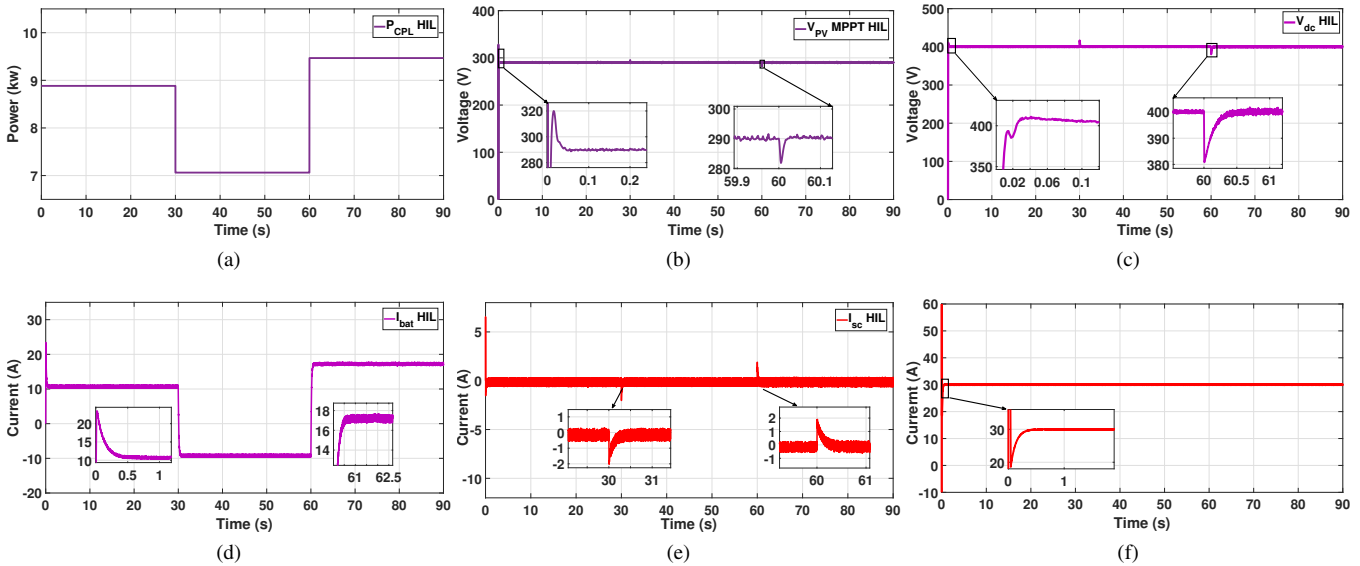 10
9
8
7
Power (kw)
0 10 20 30 40 50 60 70 80 90
Time (s)
P_CPL HIL
(a)
400
300
200
100
0
Voltage (V)
0 10 20 30 40 50 60 70 80 90
Time (s)
V_PV MPPT HIL
320
300
280
0 0.1 0.2
300
290
280
59.9 60 60.1
(b)
500
400
300
200
100
0
Voltage (V)
0 10 20 30 40 50 60 70 80 90
Time (s)
V_dc HIL
400
350
0.02 0.06 0.1
400
390
380
60 60.5 61
(c)
30
20
10
0
-10
-20
Current (A)
0 10 20 30 40 50 60 70 80 90
Time (s)
I_bat HIL
20
15
10
0 0.5 1
18
16
14
61 62.5
(d)
5
0
-5
-10
Current (A)
0 10 20 30 40 50 60 70 80 90
Time (s)
I_sc HIL
1
0
-1
-2
30 31
2
1
0
-1
60 61
(e)
60
50
40
30
20
10
0
-10
Currernt (A)
0 10 20 30 40 50 60 70 80 90
Time (s)
30
20
0 1
(f)